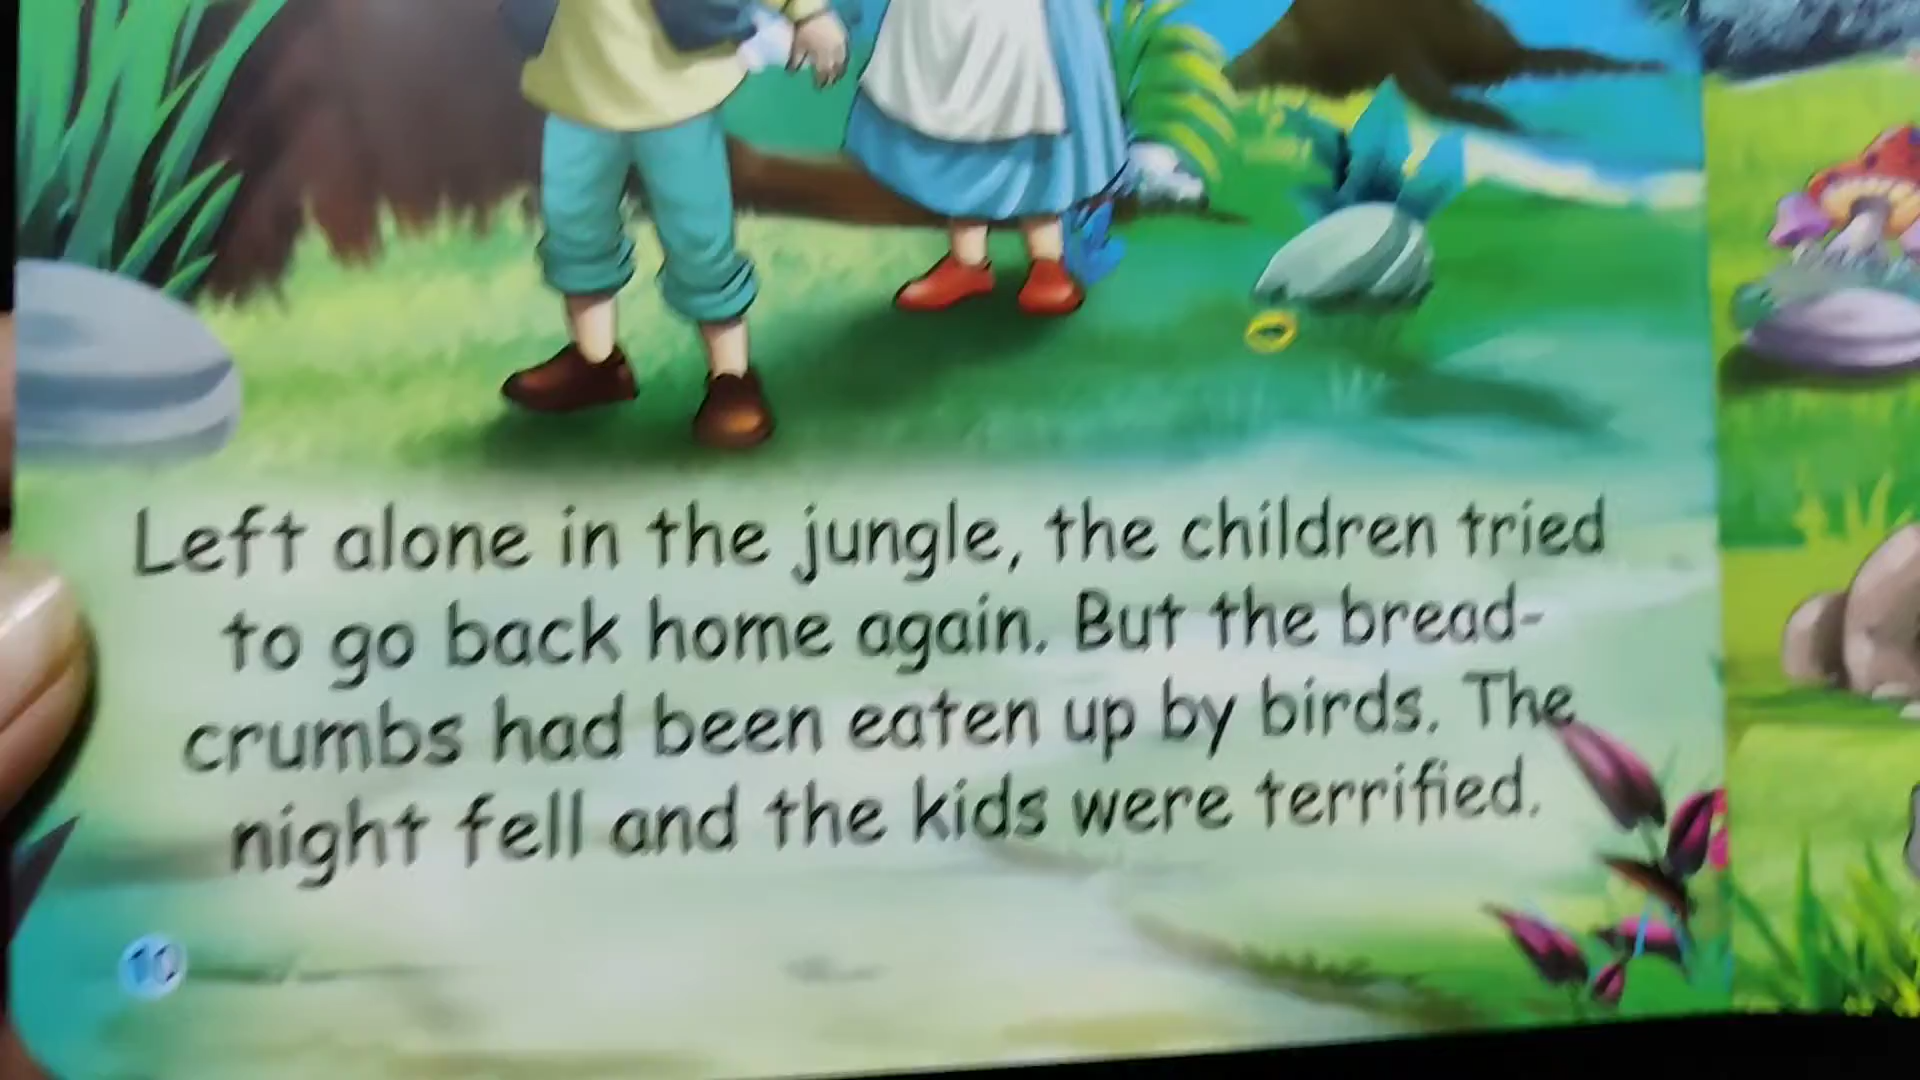 Left alone in the jungle, the children tried
to go back home again. But the bread-
crumbs had been eaten up by birds. The
night fell and the kids were terrified.
10